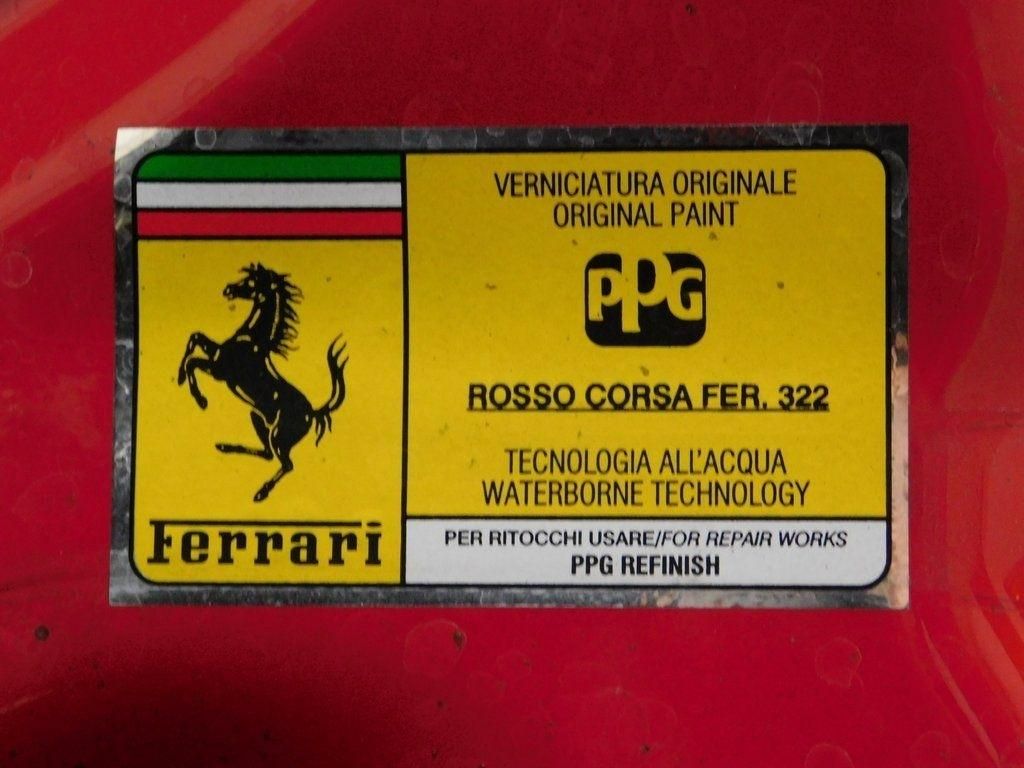 Ferrari
VERNICIATURA ORIGINALE
ORIGINAL PAINT
PPG
ROSSO CORSA FER. 322
TECNOLOGIA ALL'ACQUA
WATERBORNE TECHNOLOGY
PER RITOCCHI USARE/FOR REPAIR WORKS
PPG REFINISH